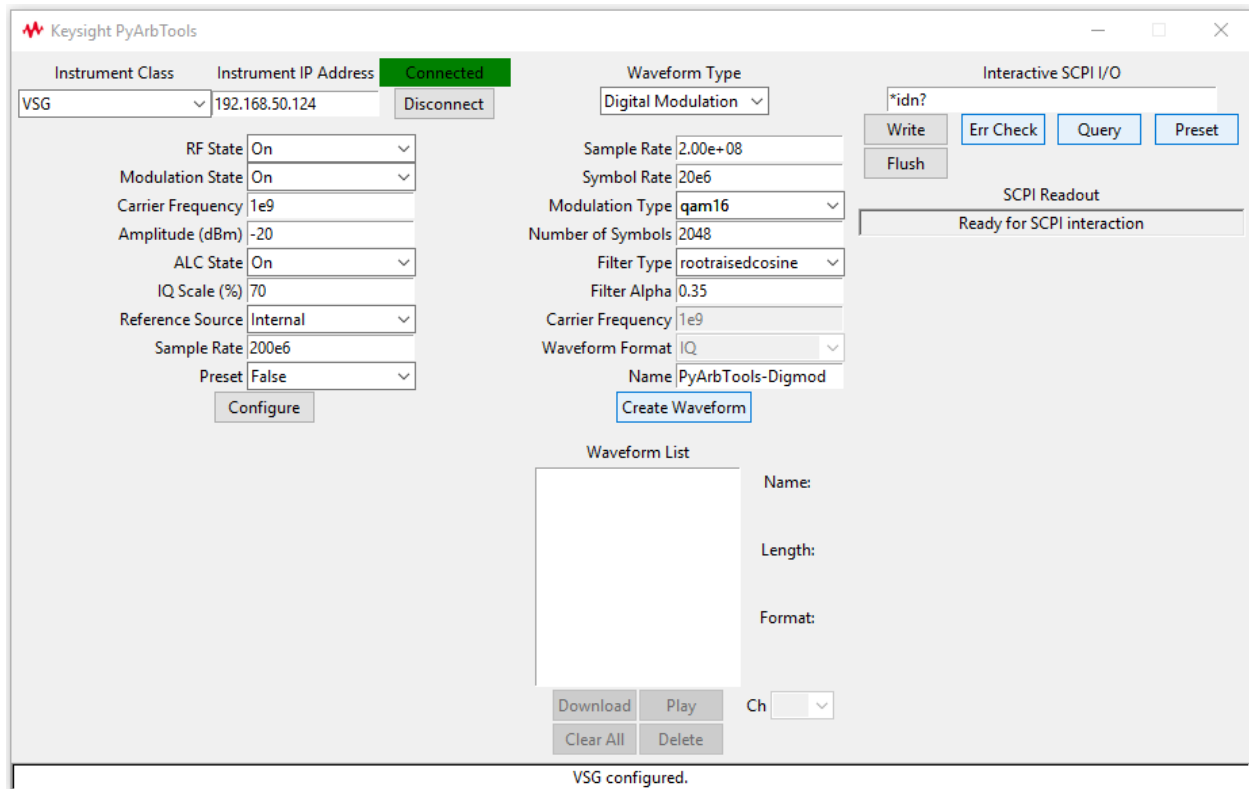 Keysight PyArbTools
Instrument Class Instrument IP Address Connected
VSG 192.168.50.124 Disconnect
RF State On
Modulation State On
Carrier Frequency 1e9
Amplitude (dBm) -20
ALC State On
IQ Scale (%) 70
Reference Source Internal
Sample Rate 200e6
Preset False
Configure
Waveform Type
Digital Modulation
Sample Rate 2.00e+08
Symbol Rate 20e6
Modulation Type qam16
Number of Symbols 2048
Filter Type rootraisedcosine
Filter Alpha 0.35
Carrier Frequency 1e9
Waveform Format IQ
Name PyArbTools-Digmod
Create Waveform
Waveform List
Name:
Length:
Format:
Download Play Ch
Clear All Delete
Interactive SCPI I/O
*idn?
Write Err Check Query Preset
Flush
SCPI Readout
Ready for SCPI interaction
VSG configured.